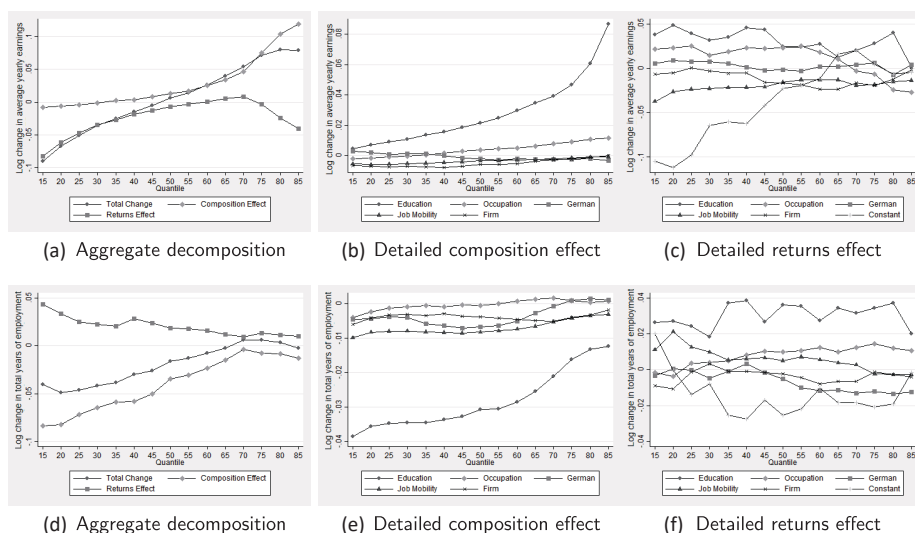 Log change in average yearly earnings
.1
.05
0
-.05
-.1
15 20 25 30 35 40 45 50 55 60 65 70 75 80 85
Quantile
Total Change Composition Effect
Returns Effect
(a) Aggregate decomposition
Log change in average yearly earnings
.08
.06
.04
.02
0
15 20 25 30 35 40 45 50 55 60 65 70 75 80 85
Quantile
Education Occupation German
Job Mobility Firm
(b) Detailed composition effect
Log change in average yearly earnings
.05
0
-.05
-.1
15 20 25 30 35 40 45 50 55 60 65 70 75 80 85
Quantile
Education Occupation German
Job Mobility Firm Constant
(c) Detailed returns effect
Log change in total years of employment
.05
0
-.05
-.1
15 20 25 30 35 40 45 50 55 60 65 70 75 80 85
Quantile
Total Change Composition Effect
Returns Effect
(d) Aggregate decomposition
Log change in total years of employment
0
-.01
-.02
-.03
-.04
15 20 25 30 35 40 45 50 55 60 65 70 75 80 85
Quantile
Education Occupation German
Job Mobility Firm
(e) Detailed composition effect
Log change in total years of employment
.04
.02
0
-.02
-.04
15 20 25 30 35 40 45 50 55 60 65 70 75 80 85
Quantile
Education Occupation German
Job Mobility Firm Constant
(f) Detailed returns effect